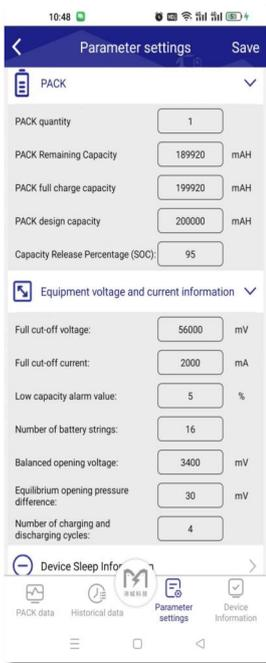 10:48
Parameter settings Save
PACK
PACK quantity 1
PACK Remaining Capacity 189920 mAH
PACK full charge capacity 199920 mAH
PACK design capacity 200000 mAH
Capacity Release Percentage (SOC): 95
Equipment voltage and current information
Full cut-off voltage: 56000 mV
Full cut-off current: 2000 mA
Low capacity alarm value: 5 %
Number of battery strings: 16
Balanced opening voltage: 3400 mV
Equilibrium opening pressure
difference: 30 mV
Number of charging and
discharging cycles: 4
Device Sleep Information
PACK data Historical data Parameter
settings Device
Information